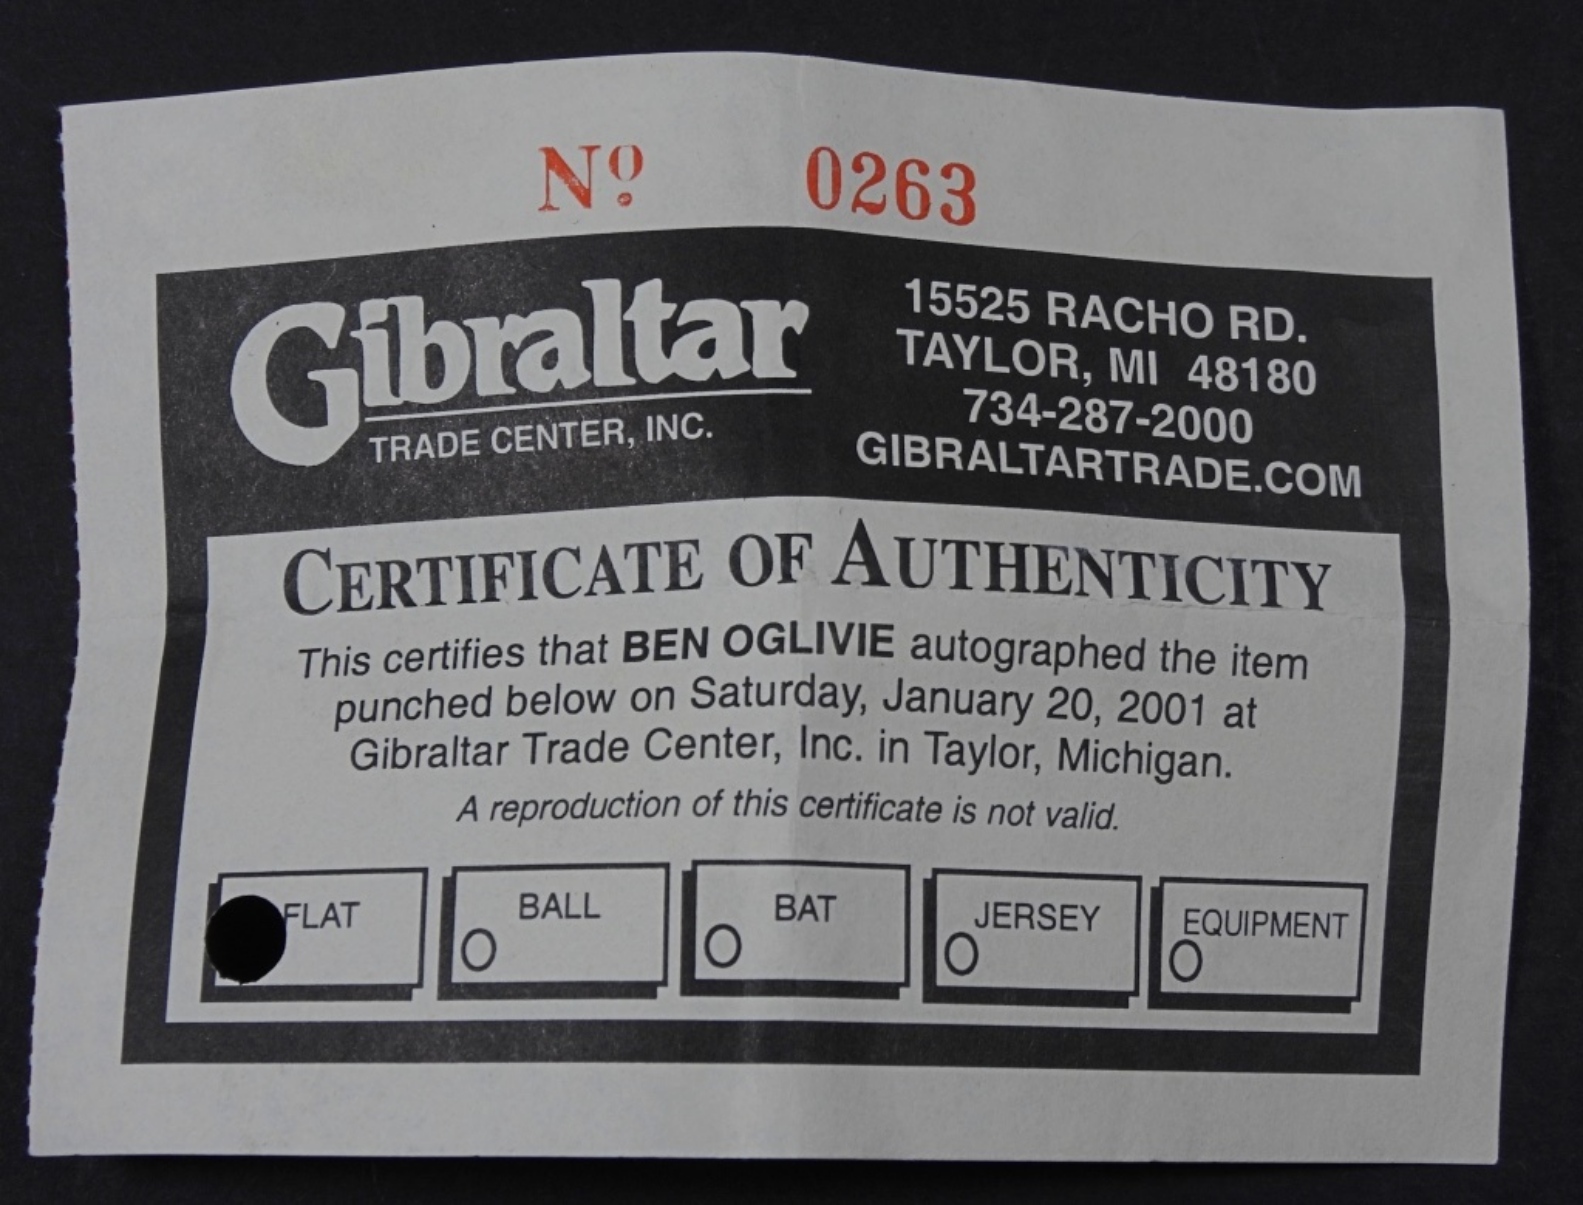 Nº 0263
Gibraltar
TRADE CENTER, INC.
15525 RACHO RD.
TAYLOR, MI 48180
734-287-2000
GIBRALTARTRADE.COM
CERTIFICATE OF AUTHENTICITY
This certifies that BEN OGLIVIE autographed the item
punched below on Saturday, January 20, 2001 at
Gibraltar Trade Center, Inc. in Taylor, Michigan.
A reproduction of this certificate is not valid.
FLAT
BALL
BAT
JERSEY
EQUIPMENT